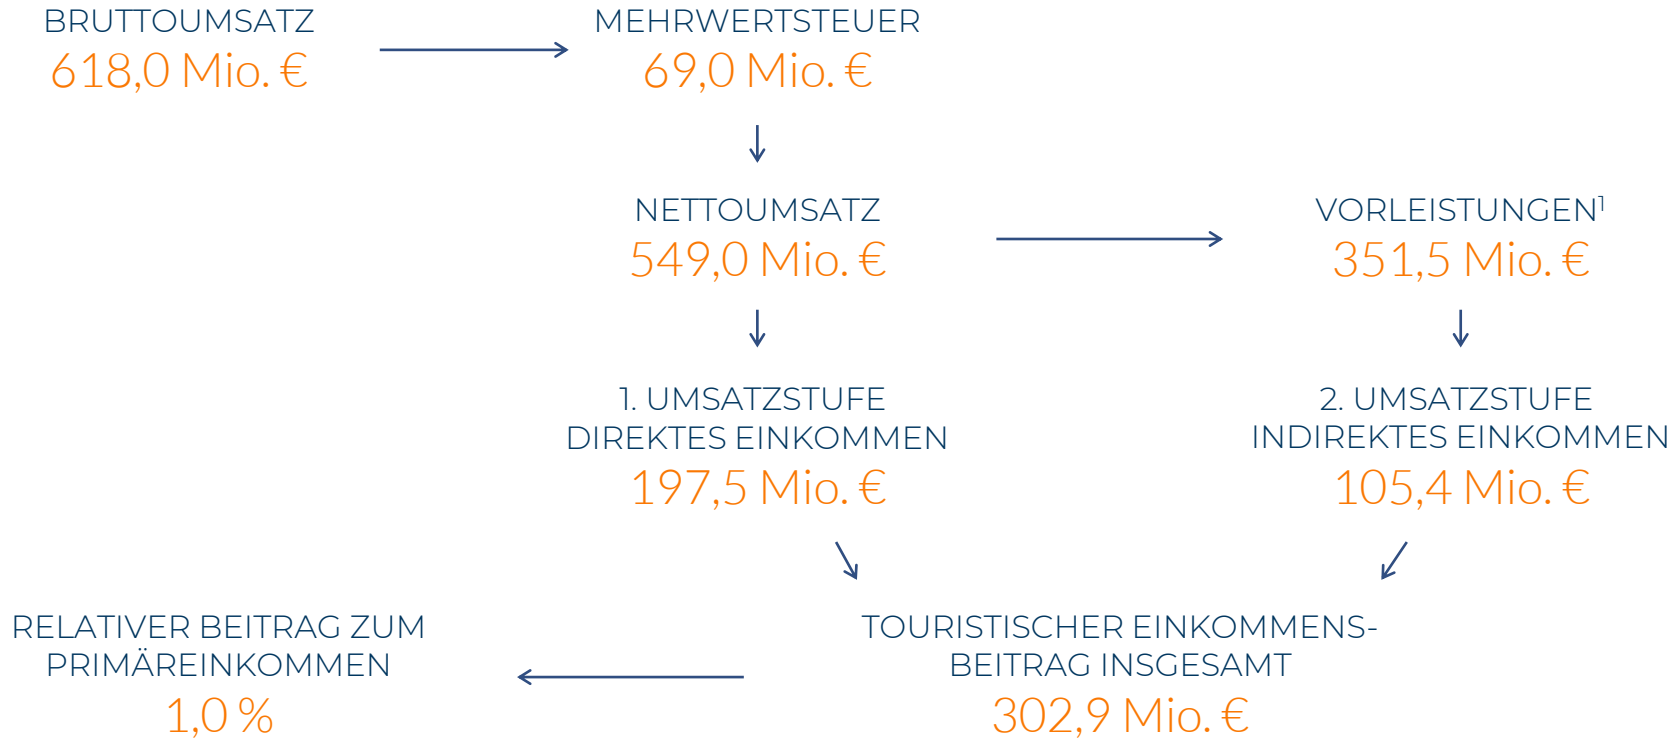 BRUTTOUMSATZ
618,0 Mio. €
MEHRWERTSTEUER
69,0 Mio. €
NETTOUMSATZ
549,0 Mio. €
VORLEISTUNGEN¹
351,5 Mio. €
1. UMSATZSTUFE
DIREKTES EINKOMMEN
197,5 Mio. €
2. UMSATZSTUFE
INDIREKTES EINKOMMEN
105,4 Mio. €
RELATIVER BEITRAG ZUM
PRIMÄREINKOMMEN
1,0 %
TOURISTISCHER EINKOMMENS-
BEITRAG INSGESAMT
302,9 Mio. €